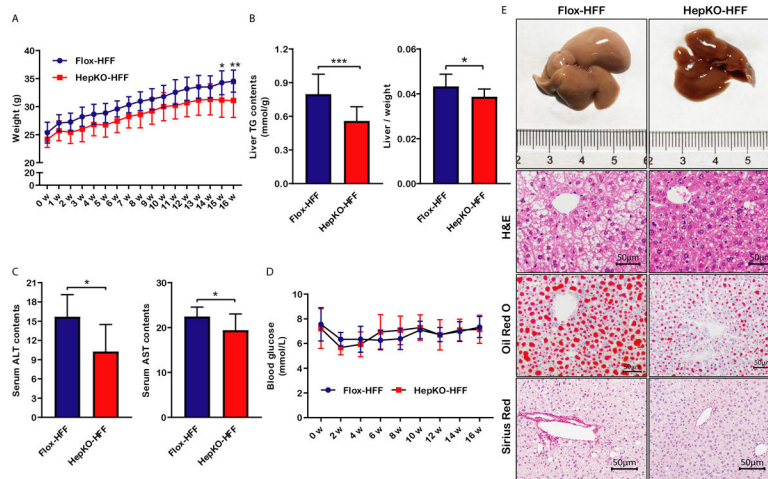 A
Flox-HFF
HepKO-HFF
Weight (g)
40
35
30
25
20
20
0
0 w
1 w
2 w
3 w
4 w
5 w
6 w
7 w
8 w
9 w
10 w
11 w
12 w
13 w
14 w
15 w
16 w
*
**
B
Liver TG contents
(mmol/g)
1.2
0.9
0.6
0.3
0.0
***
Flox-HFF
HepKO-HFF
Liver / weight
0.06
0.04
0.02
0.00
*
Flox-HFF
HepKO-HFF
C
Serum ALT contents
21
18
15
12
9
6
3
0
*
Flox-HFF
HepKO-HFF
Serum AST contents
30
20
10
0
*
Flox-HFF
HepKO-HFF
D
Blood glucose
(mmol/L)
10
8
6
4
2
0
Flox-HFF
HepKO-HFF
0 w
2 w
4 w
6 w
8 w
10 w
12 w
14 w
16 w
E
Flox-HFF
HepKO-HFF
2 3 4 5 6
2 3 4 5
H&E
50μm
50μm
Oil Red O
50μm
50μm
Sirius Red
50μm
50μm